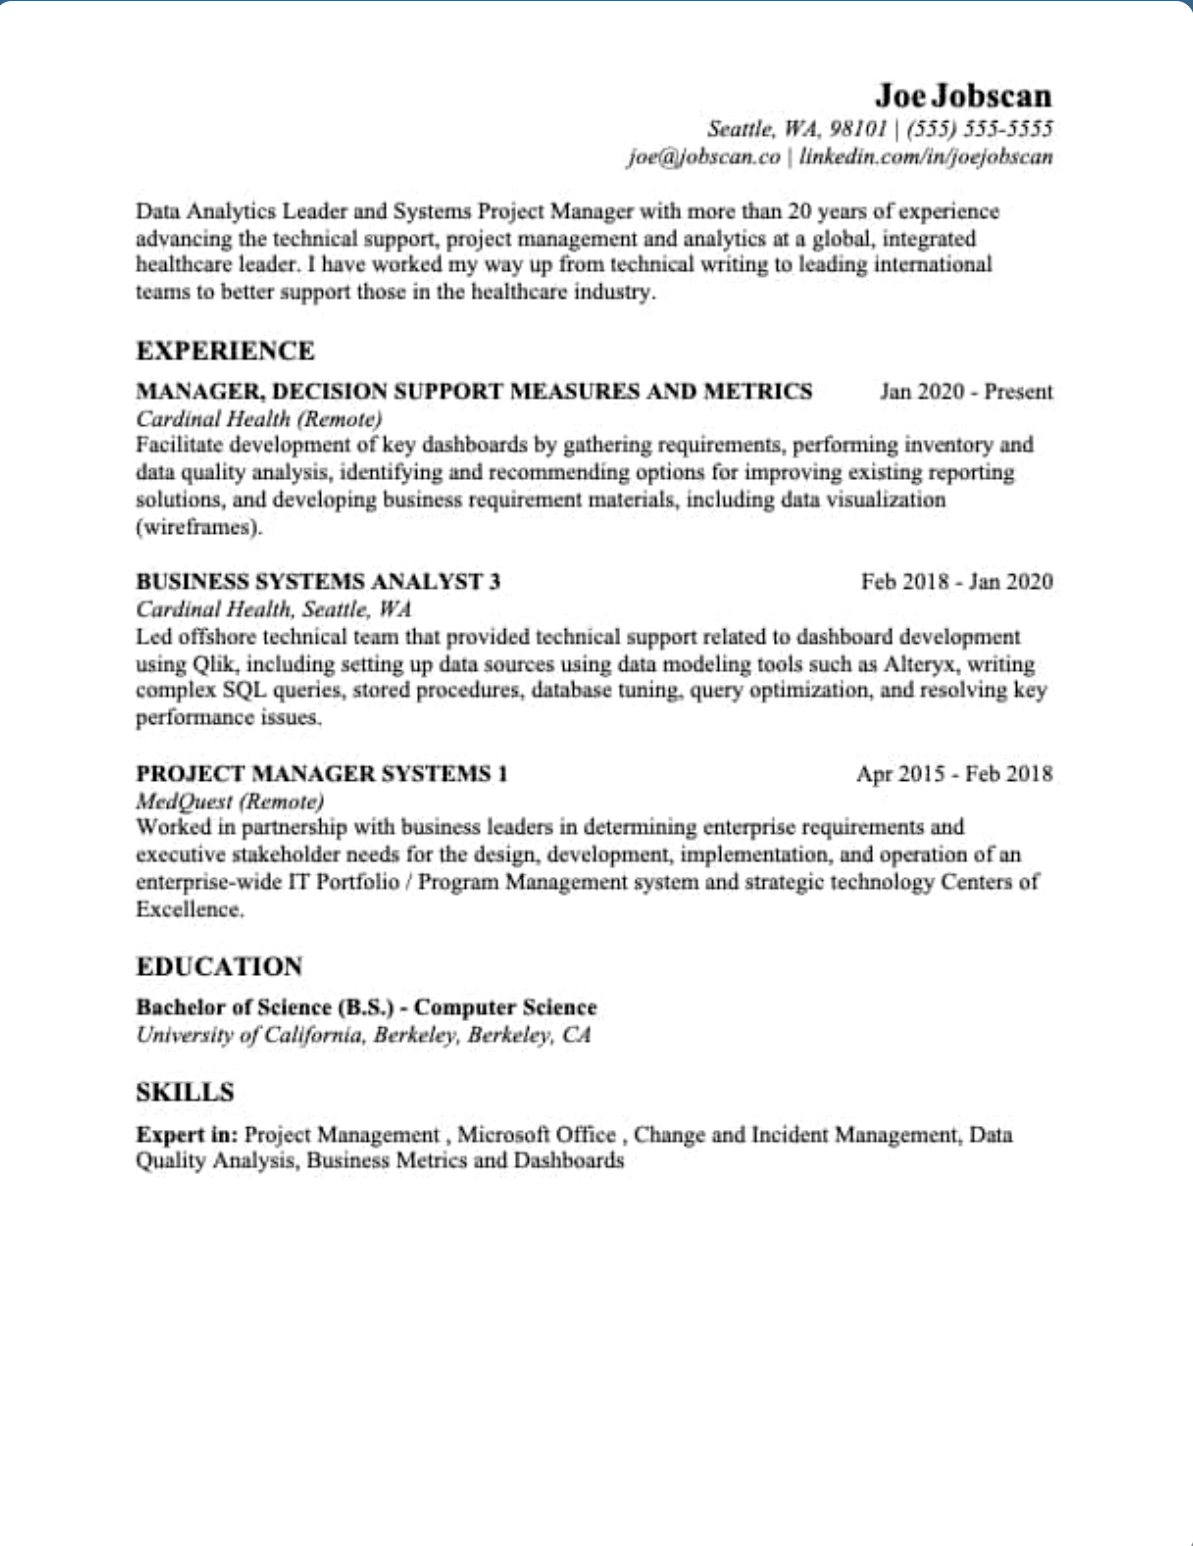 Joe Jobscan
Seattle, WA, 98101 | (555) 555-5555
joe@jobscan.co | linkedin.com/in/joejobscan
Data Analytics Leader and Systems Project Manager with more than 20 years of experience
advancing the technical support, project management and analytics at a global, integrated
healthcare leader. I have worked my way up from technical writing to leading international
teams to better support those in the healthcare industry.
EXPERIENCE
MANAGER, DECISION SUPPORT MEASURES AND METRICS Jan 2020 - Present
Cardinal Health (Remote)
Facilitate development of key dashboards by gathering requirements, performing inventory and
data quality analysis, identifying and recommending options for improving existing reporting
solutions, and developing business requirement materials, including data visualization
(wireframes).
BUSINESS SYSTEMS ANALYST 3 Feb 2018 - Jan 2020
Cardinal Health, Seattle, WA
Led offshore technical team that provided technical support related to dashboard development
using Qlik, including setting up data sources using data modeling tools such as Alteryx, writing
complex SQL queries, stored procedures, database tuning, query optimization, and resolving key
performance issues.
PROJECT MANAGER SYSTEMS 1 Apr 2015 - Feb 2018
MedQuest (Remote)
Worked in partnership with business leaders in determining enterprise requirements and
executive stakeholder needs for the design, development, implementation, and operation of an
enterprise-wide IT Portfolio / Program Management system and strategic technology Centers of
Excellence.
EDUCATION
Bachelor of Science (B.S.) - Computer Science
University of California, Berkeley, Berkeley, CA
SKILLS
Expert in: Project Management , Microsoft Office , Change and Incident Management, Data
Quality Analysis, Business Metrics and Dashboards